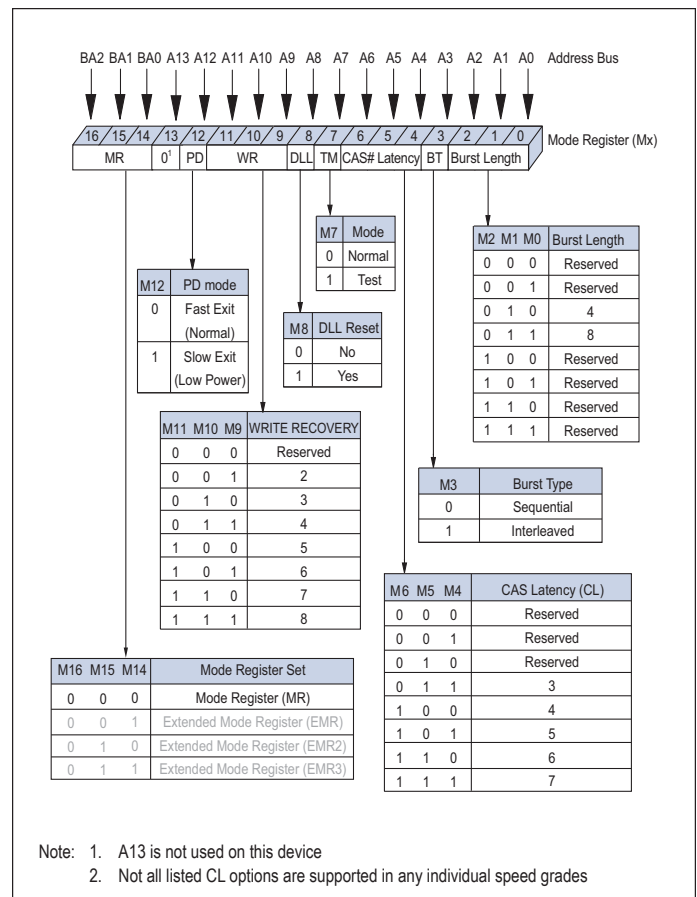 BA2 BA1 BA0 A13 A12 A11 A10 A9 A8 A7 A6 A5 A4 A3 A2 A1 A0 Address Bus
16 15 14 13 12 11 10 9 8 7 6 5 4 3 2 1 0 Mode Register (Mx)
MR 0¹ PD WR DLL TM CAS# Latency BT Burst Length
M7 Mode
0 Normal
1 Test
M2 M1 M0 Burst Length
0 0 0 Reserved
0 0 1 Reserved
0 1 0 4
0 1 1 8
1 0 0 Reserved
1 0 1 Reserved
1 1 0 Reserved
1 1 1 Reserved
M12 PD mode
0 Fast Exit
(Normal)
1 Slow Exit
(Low Power)
M8 DLL Reset
0 No
1 Yes
M11 M10 M9 WRITE RECOVERY
0 0 0 Reserved
0 0 1 2
0 1 0 3
0 1 1 4
1 0 0 5
1 0 1 6
1 1 0 7
1 1 1 8
M3 Burst Type
0 Sequential
1 Interleaved
M6 M5 M4 CAS Latency (CL)
0 0 0 Reserved
0 0 1 Reserved
0 1 0 Reserved
0 1 1 3
1 0 0 4
1 0 1 5
1 1 0 6
1 1 1 7
M16 M15 M14 Mode Register Set
0 0 0 Mode Register (MR)
0 0 1 Extended Mode Register (EMR)
0 1 0 Extended Mode Register (EMR2)
0 1 1 Extended Mode Register (EMR3)
Note: 1. A13 is not used on this device
2. Not all listed CL options are supported in any individual speed grades